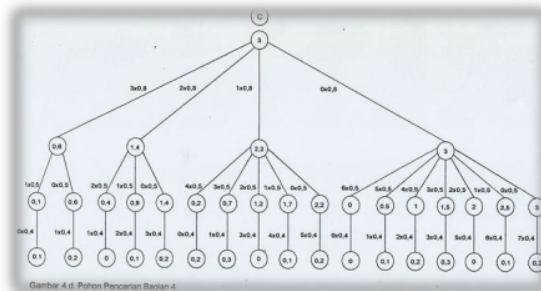 C
3
3x0,8 2x0,8 1x0,8 0x0,8
0,6 1,4 2,2 3
1x0,5 0x0,5 2x0,5 1x0,5 0x0,5 4x0,5 3x0,5 2x0,5 1x0,5 0x0,5 6x0,5 5x0,5 4x0,5 3x0,5 2x0,5 1x0,5 0x0,5
0,1 0,6 0,4 0,9 1,4 0,2 0,7 1,2 1,7 2,2 0 0.5 1 1,5 2 2,5 3
0x0,4 1x0,4 1x0,4 2x0,4 3x0,4 0x0,4 1x0,4 3x0,4 4x0,4 5x0,4 0x0,4 1x0,4 2x0,4 3x0,4 5x0,4 6x0,4 7x0,4
0,1 0,2 0 0,1 0,2 0,2 0,3 0 0,1 0,2 0 0,1 0,2 0,3 0 0,1 0,2
Gambar 4.d. Pohon Pencarian Bagian 4